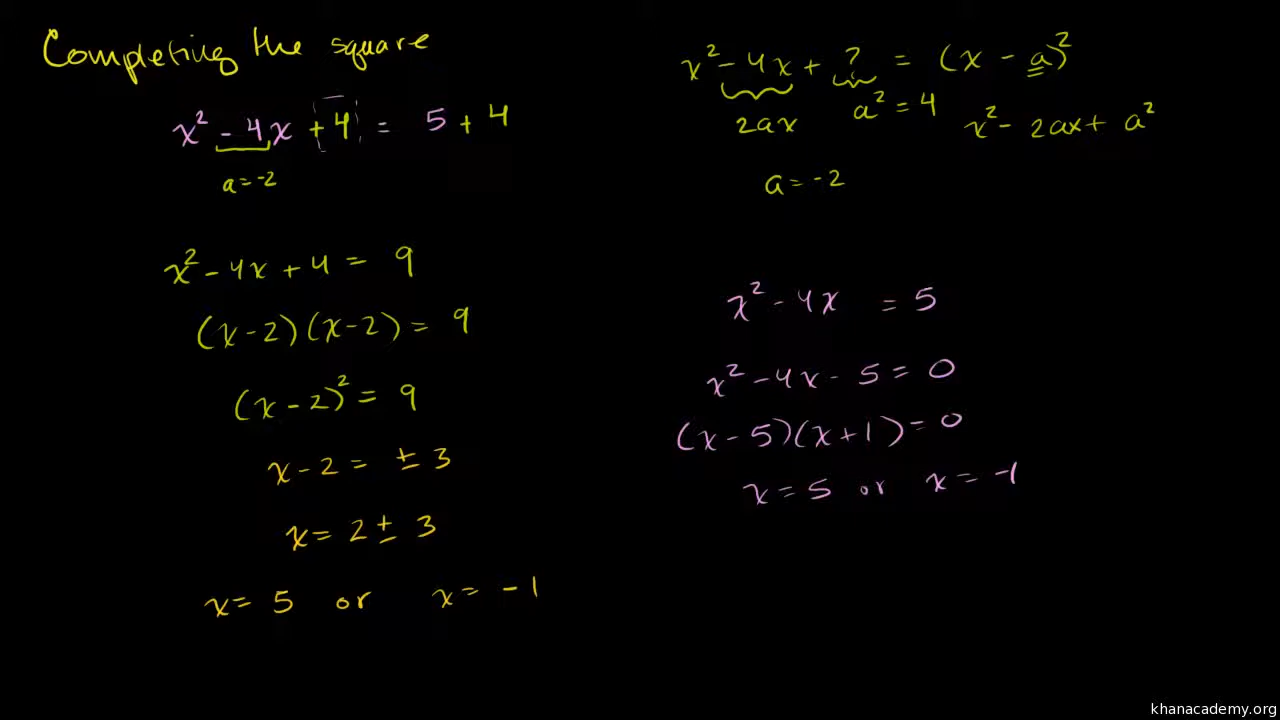 Completing the square
x² - 4x + 4 = 5 + 4
a = -2
x² - 4x + 4 = 9
(x - 2)(x - 2) = 9
(x - 2)² = 9
x - 2 = ± 3
x = 2 ± 3
x = 5 or x = -1
x² - 4x + ? = (x - a)²
2ax a² = 4 x² - 2ax + a²
a = -2
x² - 4x = 5
x² - 4x - 5 = 0
(x - 5)(x + 1) = 0
x = 5 or x = -1
khanacademy.org